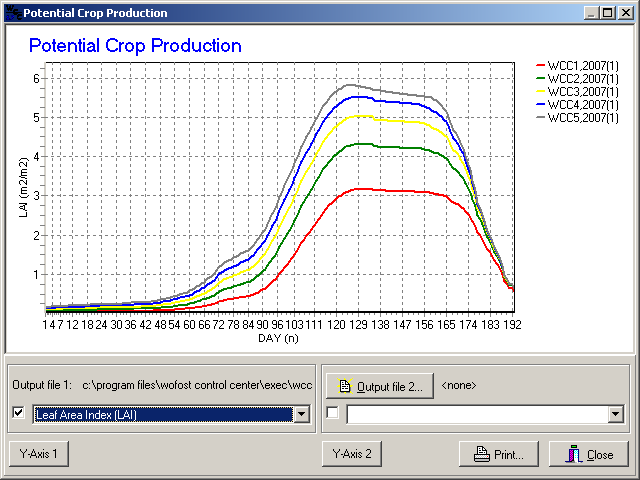 Potential Crop Production
Potential Crop Production
WCC1,2007(1)
WCC2,2007(1)
WCC3,2007(1)
WCC4,2007(1)
WCC5,2007(1)
LAI (m2/m2)
6
5
4
3
2
1
1 4 7 12 18 24 30 36 42 48 54 60 66 72 78 84 90 96 103 111 120 129 138 147 156 165 174 183 192
DAY (n)
Output file 1: c:\program files\wofost control center\exec\wcc
Output file 2... <none>
Leaf Area Index (LAI)
Y-Axis 1 Y-Axis 2 Print... Close